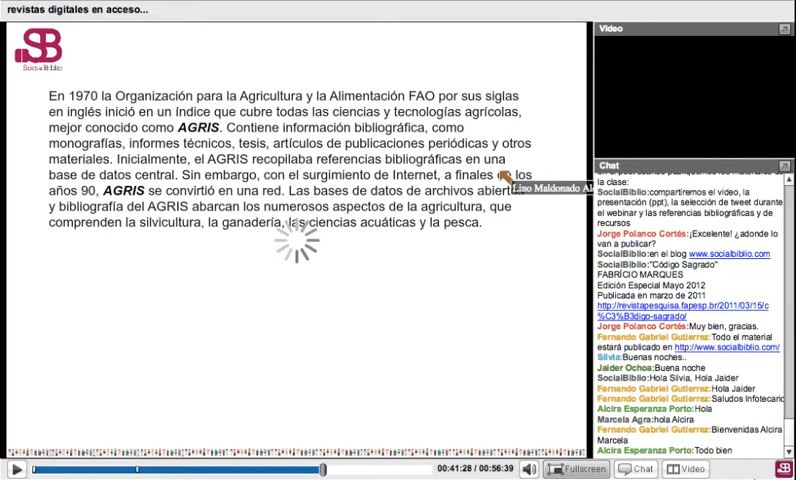 revistas digitales en acceso...
SB
SocialBiblio
En 1970 la Organización para la Agricultura y la Alimentación FAO por sus siglas
en inglés inició en un índice que cubre todas las ciencias y tecnologías agrícolas,
mejor conocido como AGRIS. Contiene información bibliográfica, como
monografías, informes técnicos, tesis, artículos de publicaciones periódicas y otros
materiales. Inicialmente, el AGRIS recopilaba referencias bibliográficas en una
base de datos central. Sin embargo, con el surgimiento de Internet, a finales los
años 90, AGRIS se convirtió en una red. Las bases de datos de archivos abiert
y bibliografía del AGRIS abarcan los numerosos aspectos de la agricultura, que
comprenden la silvicultura, la ganadería, las ciencias acuáticas y la pesca.
Lino Maldonado Al
00:41:28 / 00:56:39
Fullscreen
Chat
Video
Video
Chat
la clase:
SocialBiblio:compartiremos el video, la
presentación (ppt), la selección de tweet durante
el webinar y las referencias bibliográficas y de
recursos
Jorge Polanco Cortés:¡Excelente! ¿adonde lo
van a publicar?
SocialBiblio:en el blog www.socialbiblio.com
SocialBiblio:"Código Sagrado"
FABRÍCIO MARQUES
Edición Especial Mayo 2012
Publicada en marzo de 2011
http://revistapesquisa.fapesp.br/2011/03/15/c
%C3%B3digo-sagrado/
Jorge Polanco Cortés:Muy bien, gracias.
Fernando Gabriel Gutierrez:Todo el material
estará publicado en http://www.socialbiblio.com/
Silvia:Buenas noches..
Jaider Ochoa:Buena noche
SocialBiblio:Hola Silvia, Hola Jaider
Fernando Gabriel Gutierrez:Hola Jaider
Fernando Gabriel Gutierrez:Saludos Infotecario
Alcira Esperanza Porto:Hola
Marcela Agra:hola Alcira
Fernando Gabriel Gutierrez:Bienvenidas Alcira
Marcela
Alcira Esperanza Porto:Todo bien
SB